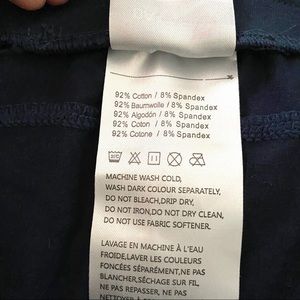 92% Cotton / 8% Spandex
92% Baumwolle / 8% Spandex
92% Algodón / 8% Spandex
92% Coton / 8% Spandex
92% Cotone / 8% Spandex
MACHINE WASH COLD,
WASH DARK COLOUR SEPARATELY,
DO NOT BLEACH,DRIP DRY,
DO NOT IRON,DO NOT DRY CLEAN,
DO NOT USE FABRIC SOFTENER.
LAVAGE EN MACHINE À L'EAU
FROIDE,LAVER LES COULEURS
FONCÉES SÉPARÉMENT,NE PAS
BLANCHIR,SÉCHAGE SUR FIL,
NE PAS REPASSER, NE PAS
NETTOYER À